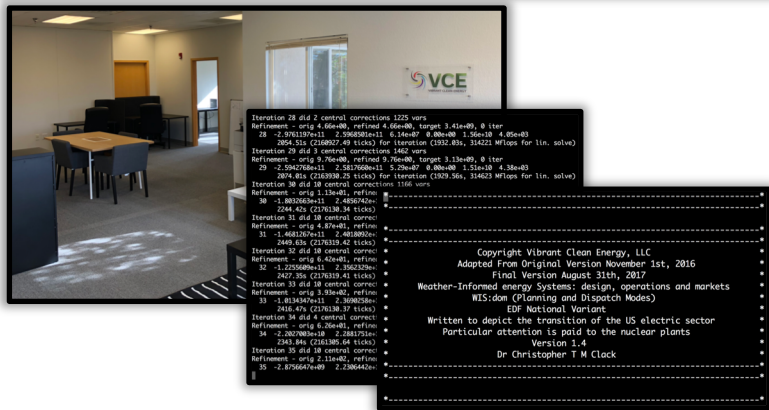 VCE
VIBRANT CLEAN ENERGY
Iteration 28 did 2 central corrections 1225 vars
Refinement - orig 4.66e+00, refined 4.66e+00, target 3.41e+09, 0 iter
28 -2.9761197e+11 2.5968501e+11 6.14e+07 0.00e+00 1.56e+10 4.05e+03
2054.51s (2160927.49 ticks) for iteration (1932.03s, 314221 Mflops for lin. solve)
Iteration 29 did 3 central corrections 1462 vars
Refinement - orig 9.76e+00, refined 9.76e+00, target 3.13e+09, 0 iter
29 -2.5942768e+11 2.5817660e+11 5.29e+07 0.00e+00 1.51e+10 4.38e+03
2074.01s (2163930.25 ticks) for iteration (1929.56s, 314623 Mflops for lin. solve)
Iteration 30 did 10 central corrections 1166 vars
Refinement - orig 1.13e+01, refine
30 -1.8032663e+11 2.4856742e+
2244.42s (2176130.34 ticks)
Iteration 31 did 10 central correct
Refinement - orig 4.87e+01, refine
31 -1.4681267e+11 2.4018092e+
2449.63s (2176319.42 ticks)
Iteration 32 did 10 central correct
Refinement - orig 6.42e+01, refine
32 -1.2255609e+11 2.3562329e+
2427.35s (2176319.41 ticks)
Iteration 33 did 10 central correct
Refinement - orig 3.93e+02, refine
33 -1.0134347e+11 2.3690258e+
2416.47s (2176130.37 ticks)
Iteration 34 did 4 central correct
Refinement - orig 6.26e+01, refine
34 -2.2027003e+10 2.2881751e+
2343.84s (2161305.64 ticks)
Iteration 35 did 10 central correct
Refinement - orig 2.11e+02, refine
35 -2.8756647e+09 2.2306442e+
Copyright Vibrant Clean Energy, LLC
Adapted From Original Version November 1st, 2016
Final Version August 31th, 2017
Weather-Informed energy Systems: design, operations and markets
WIS:dom (Planning and Dispatch Modes)
EDF National Variant
Written to depict the transition of the US electric sector
Particular attention is paid to the nuclear plants
Version 1.4
Dr Christopher T M Clack